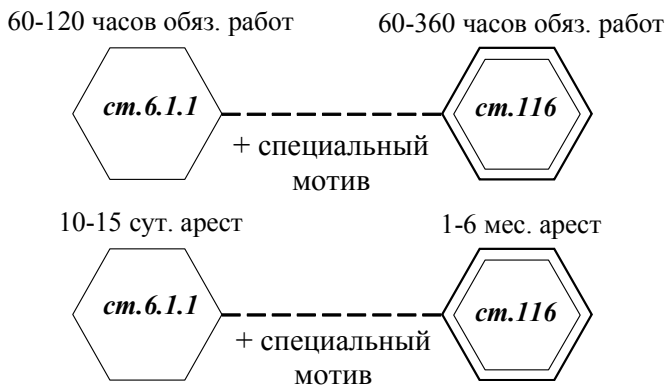 60-120 часов обяз. работ
60-360 часов обяз. работ
ст.6.1.1
ст.116
+ специальный
мотив
10-15 сут. арест
1-6 мес. арест
ст.6.1.1
ст.116
+ специальный
мотив